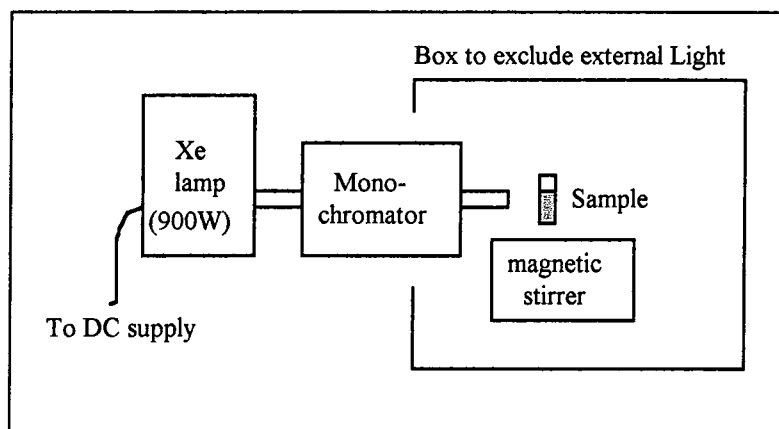 Box to exclude external Light
Xe
lamp
(900W)
Mono-
chromator
Sample
magnetic
stirrer
To DC supply